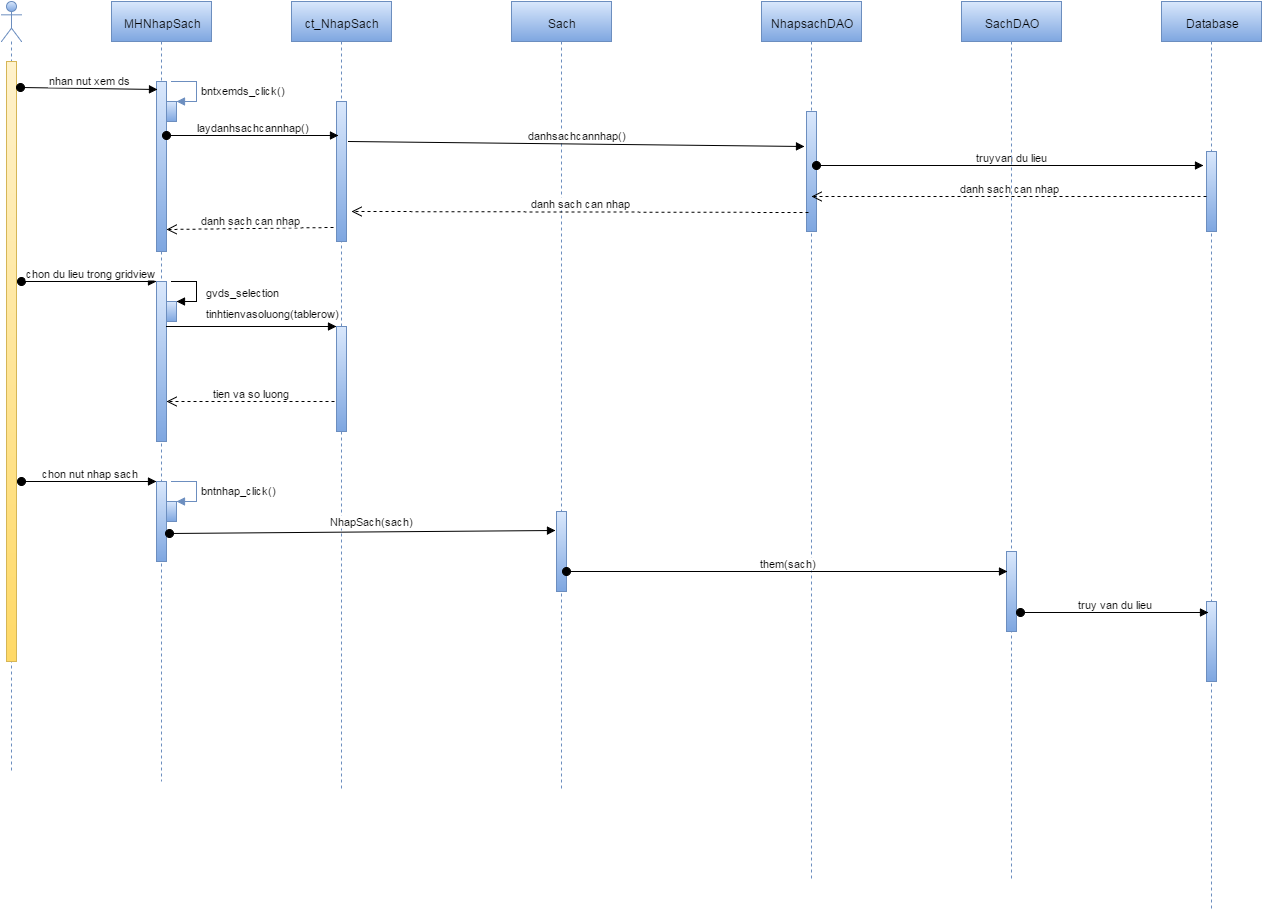 MHNhapSach
ct_NhapSach
Sach
NhapsachDAO
SachDAO
Database
nhan nut xem ds
bntxemds_click()
laydanhsachcannhap()
danhsachcannhap()
truyvan du lieu
danh sach can nhap
danh sach can nhap
danh sach can nhap
chon du lieu trong gridview
gvds_selection
tinhtienvasoluong(tablerow)
tien va so luong
chon nut nhap sach
bntnhap_click()
NhapSach(sach)
them(sach)
truy van du lieu